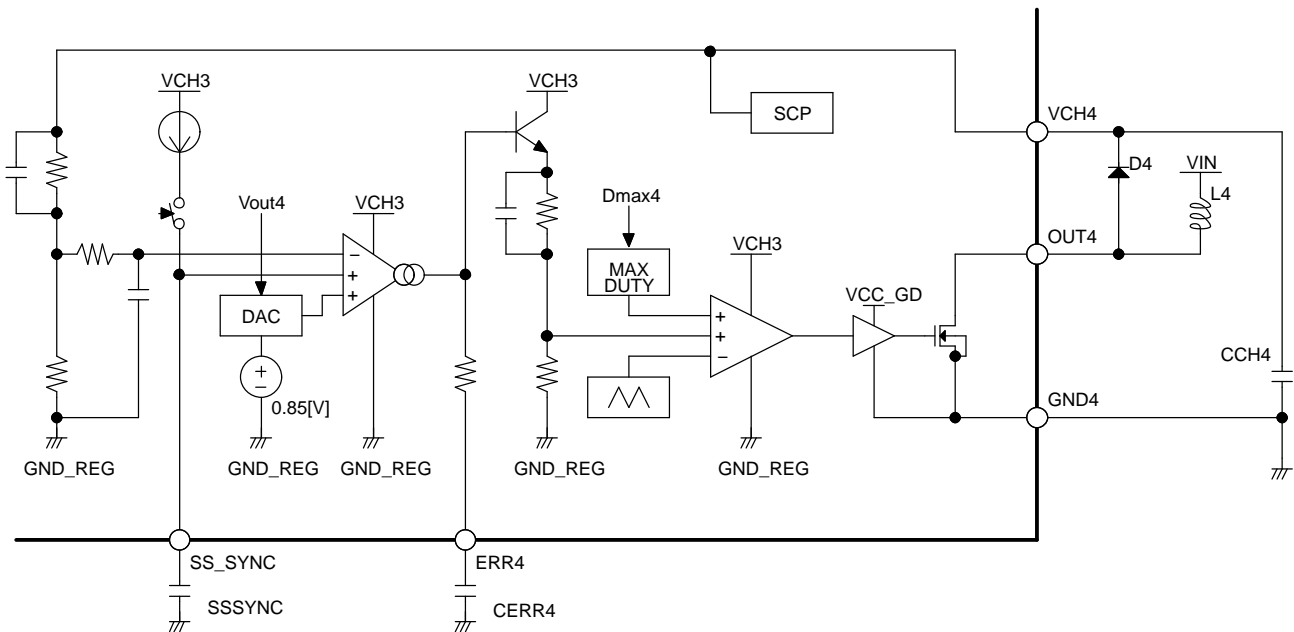 VCH3
VCH3
SCP
VCH4
D4
VIN
L4
Vout4
VCH3
Dmax4
OUT4
−
+
+
MAX
DUTY
VCH3
VCC_GD
DAC
+
+
−
CCH4
+
−
0.85[V]
GND4
GND_REG
GND_REG
GND_REG
GND_REG
GND_REG
SS_SYNC
ERR4
SSSYNC
CERR4